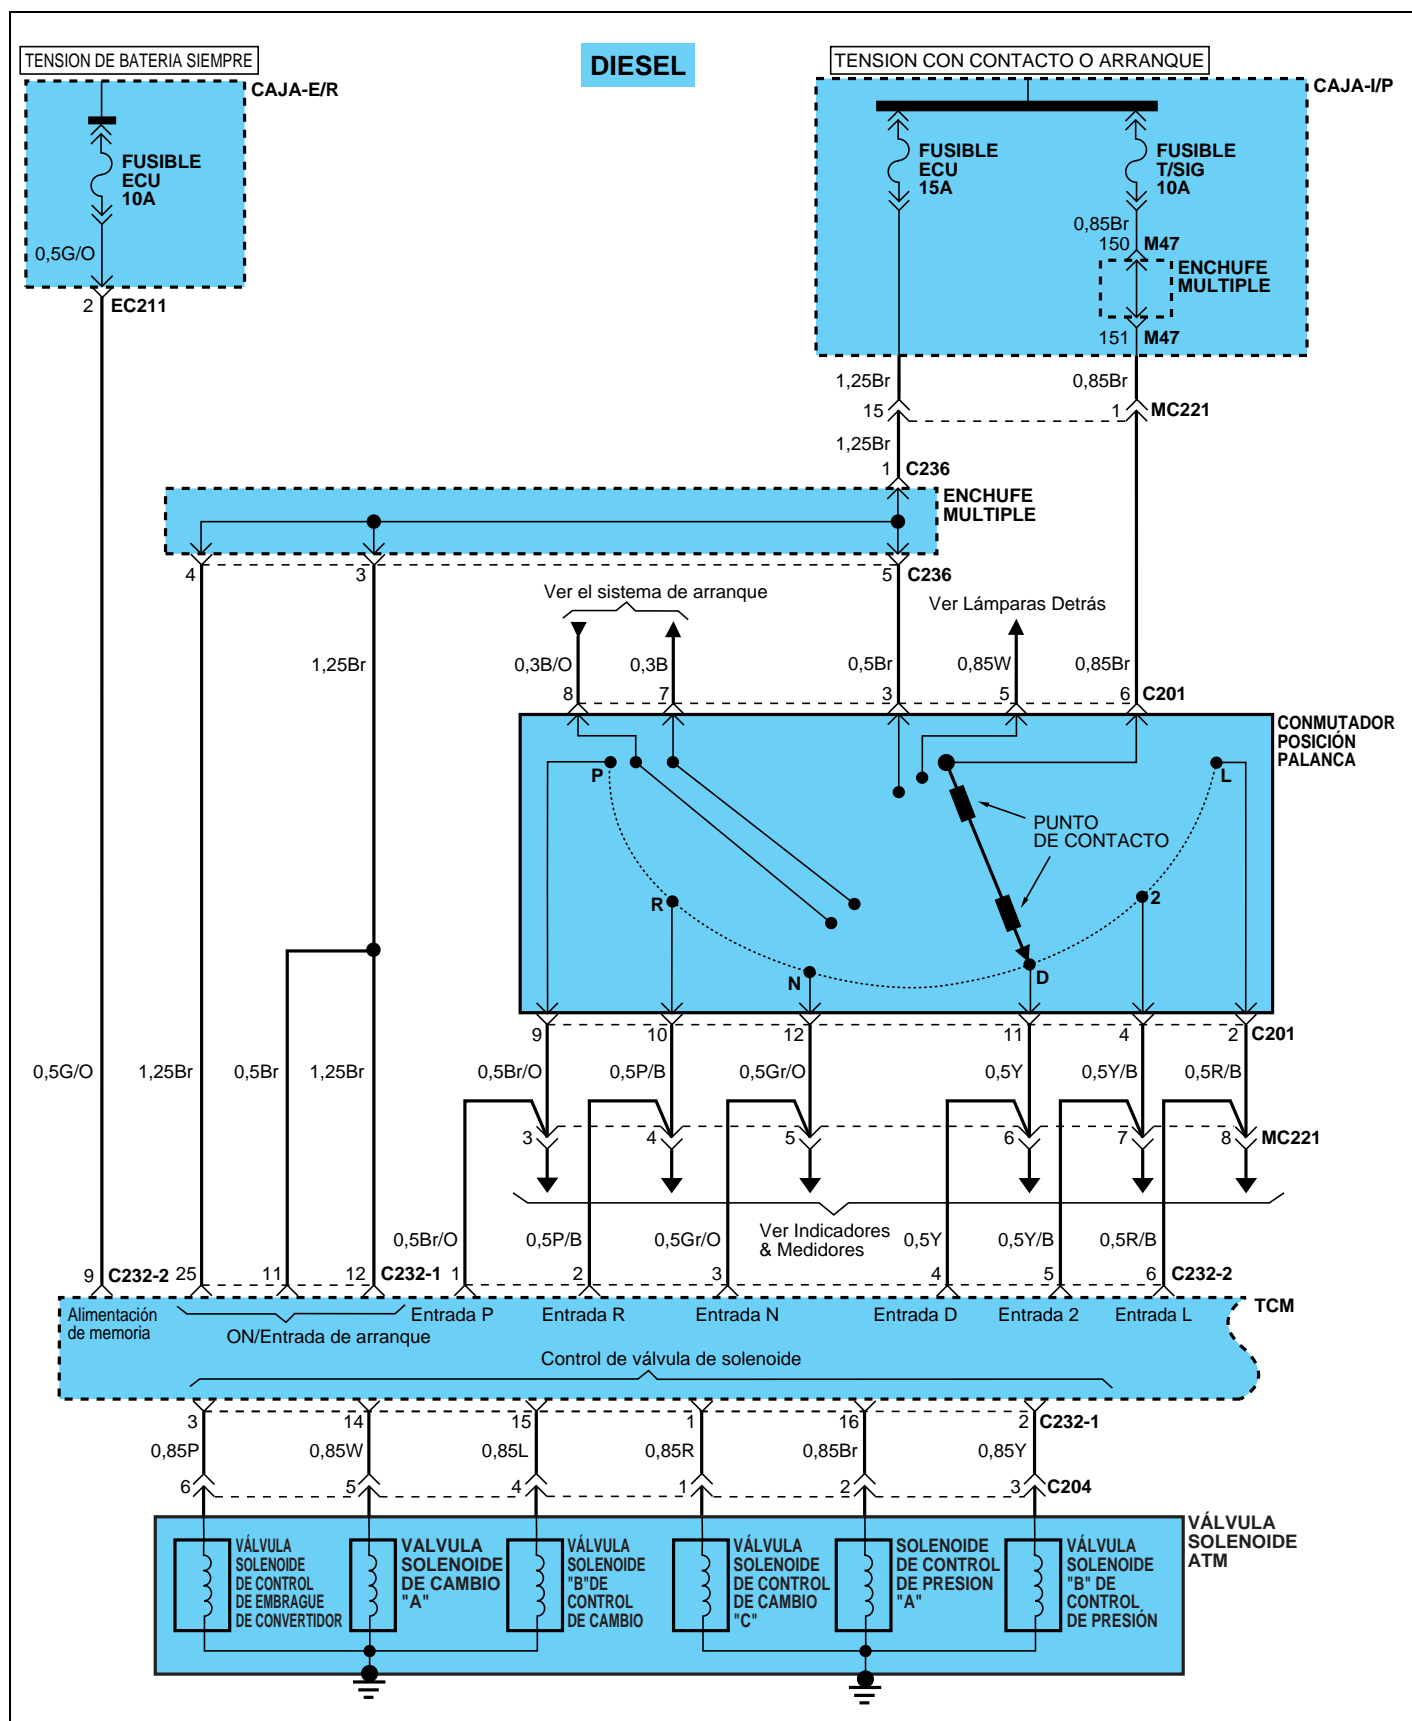 TENSION DE BATERIA SIEMPRE
DIESEL
TENSION CON CONTACTO O ARRANQUE
CAJA-E/R
CAJA-I/P
FUSIBLE
ECU
10A
FUSIBLE
ECU
15A
FUSIBLE
T/SIG
10A
0,5G/O
0,85Br
150 M47
ENCHUFE
MULTIPLE
2 EC211
151 M47
1,25Br
0,85Br
15
1 MC221
1,25Br
1 C236
ENCHUFE
MULTIPLE
4
3
5 C236
Ver el sistema de arranque
Ver Lámparas Detrás
1,25Br
0,3B/O
0,3B
0,5Br
0,85W
0,85Br
8
7
3
5
6 C201
CONMUTADOR
POSICIÓN
PALANCA
P
L
PUNTO
DE CONTACTO
R
2
N
D
9
10
12
11
4
2 C201
0,5G/O
1,25Br
0,5Br
1,25Br
0,5Br/O
0,5P/B
0,5Gr/O
0,5Y
0,5Y/B
0,5R/B
3
4
5
6
7
8 MC221
Ver Indicadores
& Medidores
0,5Br/O
0,5P/B
0,5Gr/O
0,5Y
0,5Y/B
0,5R/B
9 C232-2
25
11
12 C232-1
1
2
3
4
5
6 C232-2
TCM
Alimentación
de memoria
ON/Entrada de arranque
Entrada P
Entrada R
Entrada N
Entrada D
Entrada 2
Entrada L
Control de válvula de solenoide
3
14
15
1
16
2 C232-1
0,85P
0,85W
0,85L
0,85R
0,85Br
0,85Y
6
5
4
1
2
3 C204
VÁLVULA
SOLENOIDE
ATM
VÁLVULA
SOLENOIDE
DE CONTROL
DE EMBRAGUE
DE CONVERTIDOR
VALVULA
SOLENOIDE
DE CAMBIO
"A"
VÁLVULA
SOLENOIDE
"B"DE
CONTROL
DE CAMBIO
VÁLVULA
SOLENOIDE
DE CONTROL
DE CAMBIO
"C"
SOLENOIDE
DE CONTROL
DE PRESION
"A"
VÁLVULA
SOLENOIDE
"B" DE
CONTROL
DE PRESIÓN